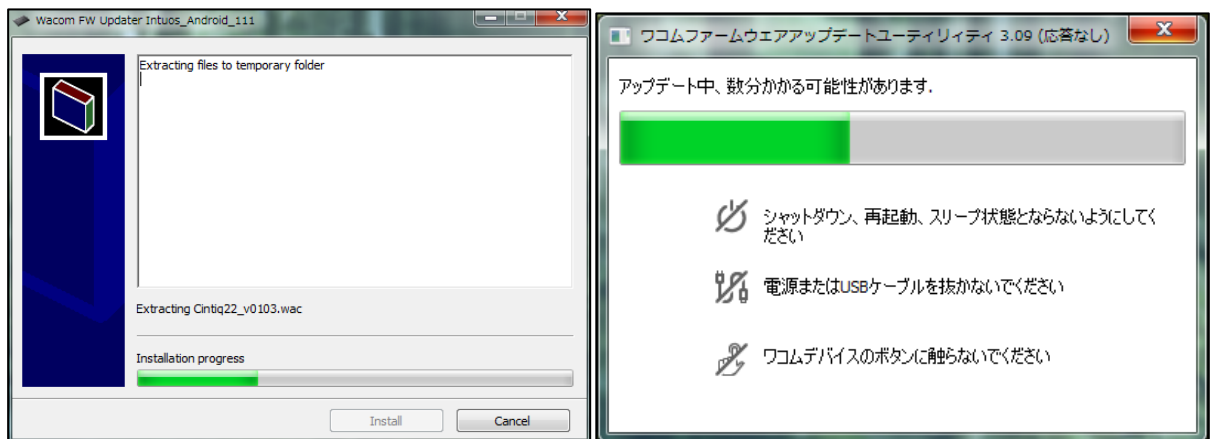 Wacom FW Updater Intuos_Android_111
Extracting files to temporary folder
Extracting Cintiq22_v0103.wac
Installation progress
Install
Cancel
ワコムファームウエアアップデートユーティリィティ 3.09 (応答なし)
アップデート中、数分かかる可能性があります.
シャットダウン、再起動、スリープ状態とならないようにしてく
ださい
電源またはUSBケーブルを抜かないでください
ワコムデバイスのボタンに触らないでください